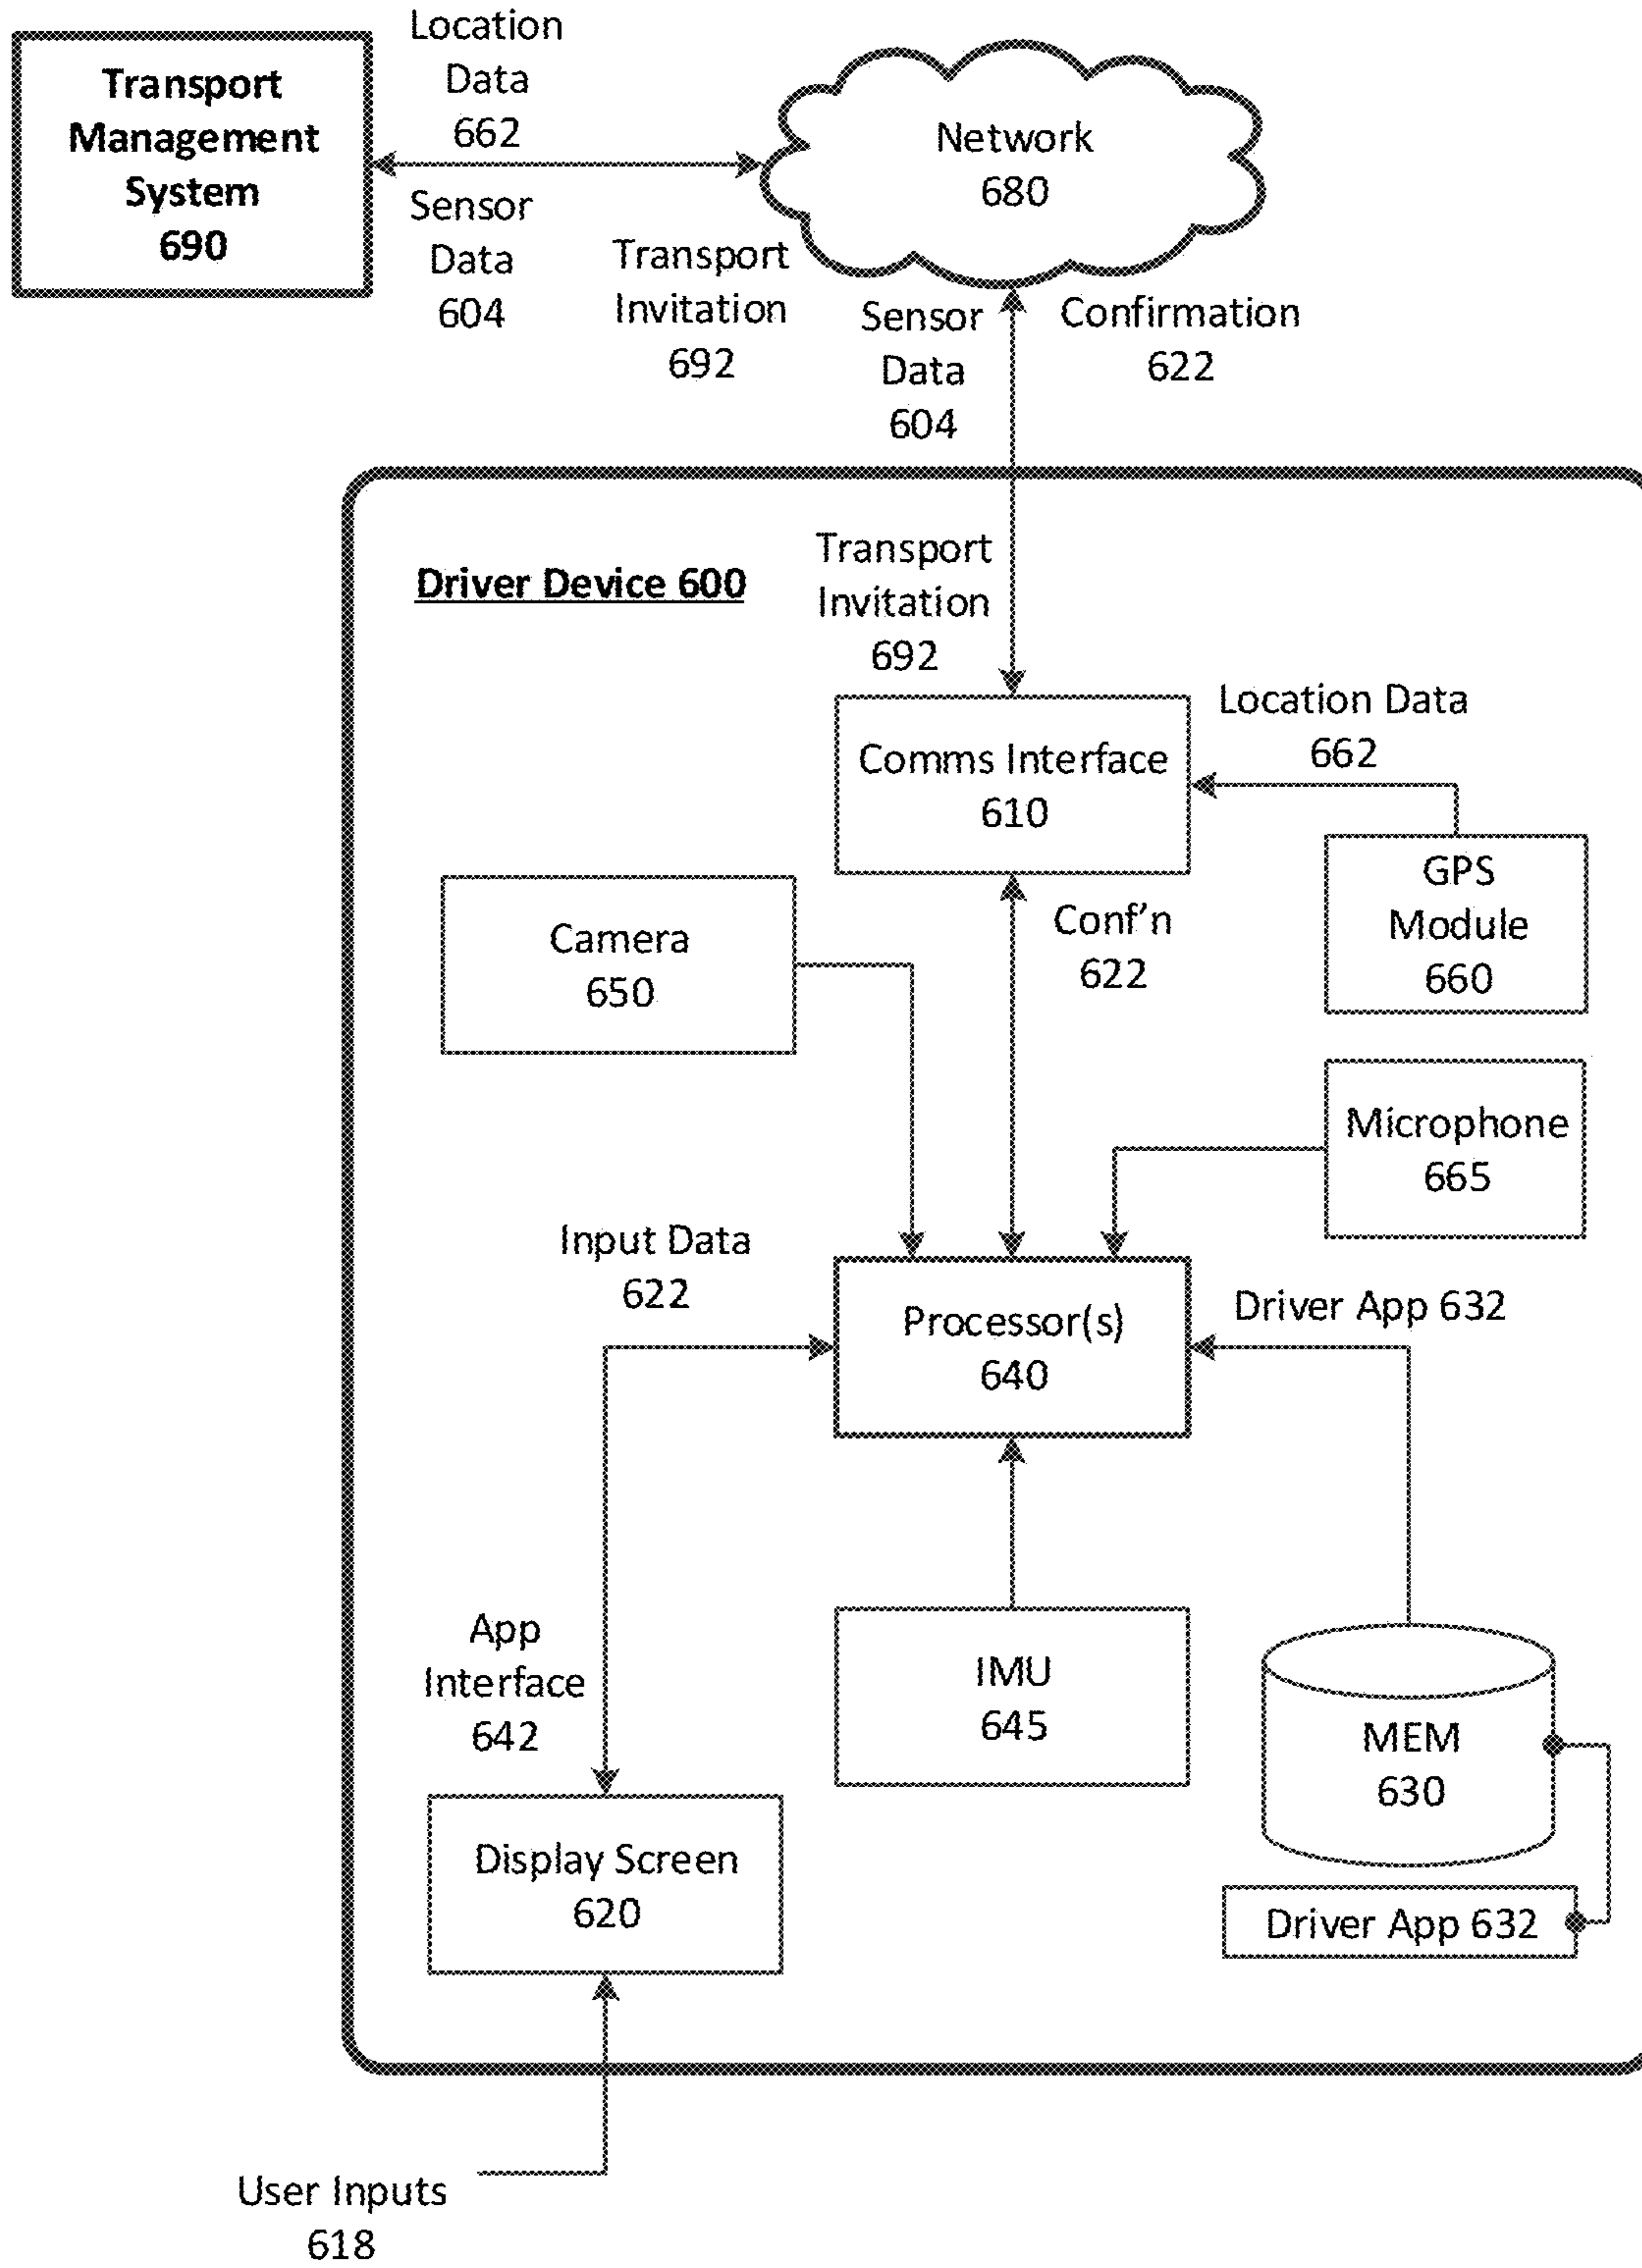 Transport
Management
System
690
Location
Data
662
Sensor
Data
604
Network
680
Transport
Invitation
692
Sensor
Data
604
Confirmation
622
Driver Device 600
Transport
Invitation
692
Comms Interface
610
Location Data
662
GPS
Module
660
Camera
650
Conf'n
622
Microphone
665
Input Data
622
Processor(s)
640
Driver App 632
App
Interface
642
IMU
645
MEM
630
Display Screen
620
Driver App 632
User Inputs
618